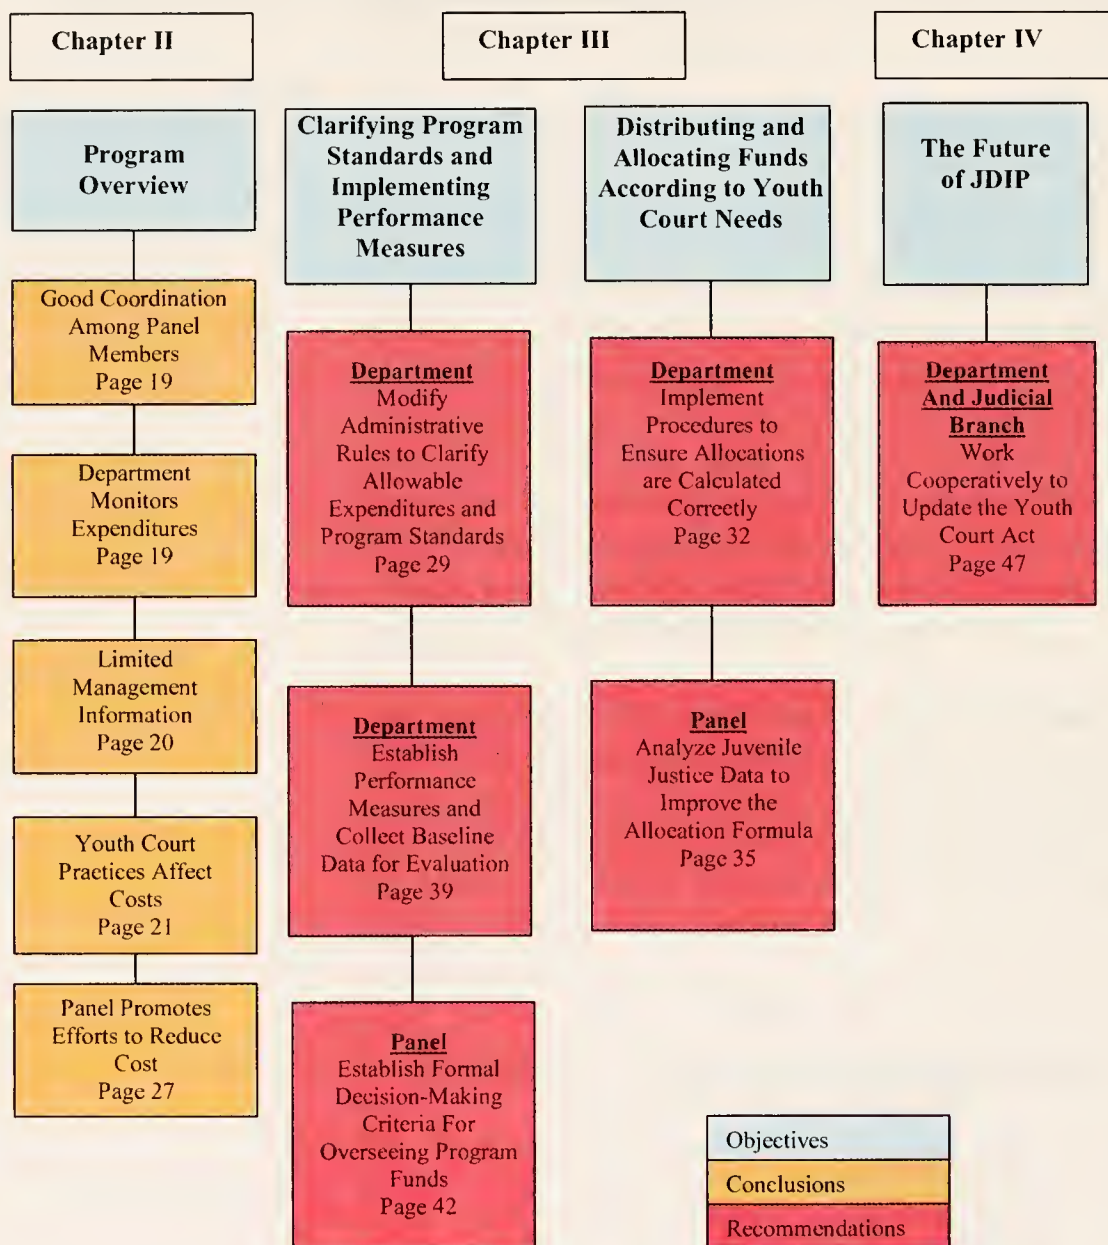 Chapter II
Chapter III
Chapter IV
Program
Overview
Good Coordination
Among Panel
Members
Page 19
Department
Monitors
Expenditures
Page 19
Limited
Management
Information
Page 20
Youth Court
Practices Affect
Costs
Page 21
Panel Promotes
Efforts to Reduce
Cost
Page 27
Clarifying Program
Standards and
Implementing
Performance
Measures
Department
Modify
Administrative
Rules to Clarify
Allowable
Expenditures and
Program Standards
Page 29
Department
Establish
Performance
Measures and
Collect Baseline
Data for Evaluation
Page 39
Panel
Establish Formal
Decision-Making
Criteria For
Overseeing Program
Funds
Page 42
Distributing and
Allocating Funds
According to Youth
Court Needs
Department
Implement
Procedures to
Ensure Allocations
are Calculated
Correctly
Page 32
Panel
Analyze Juvenile
Justice Data to
Improve the
Allocation Formula
Page 35
The Future
of JDIP
Department
And Judicial
Branch
Work
Cooperatively to
Update the Youth
Court Act
Page 47
Objectives
Conclusions
Recommendations